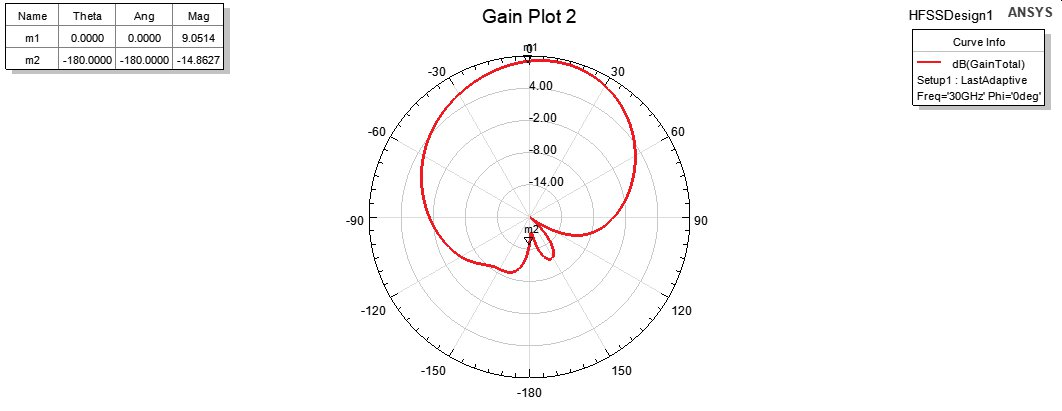 Name Theta Ang Mag
m1 0.0000 0.0000 9.0514
m2 -180.0000 -180.0000 -14.8627
Gain Plot 2
HFSSDesign1 ANSYS
Curve Info
dB(GainTotal)
Setup1 : LastAdaptive
Freq='30GHz' Phi='0deg'
m1
0
-30 30
4.00
-60 60
-2.00
-8.00
-14.00
-90 90
m2
-120 120
-150 150
-180